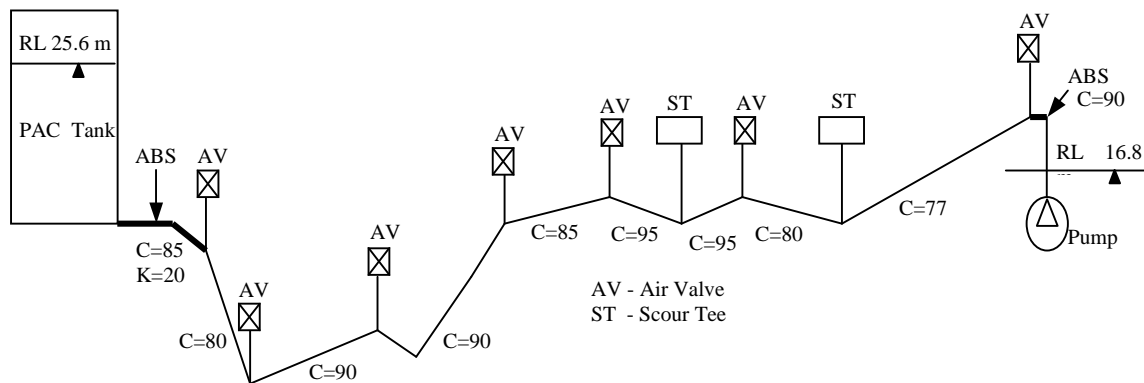 RL 25.6 m
PAC Tank
ABS
AV
C=85
K=20
AV
C=80
C=90
AV
C=90
AV
C=85
AV
C=95
ST
C=95
AV
C=80
ST
C=77
AV
ABS
C=90
RL 16.8
Pump
AV - Air Valve
ST - Scour Tee